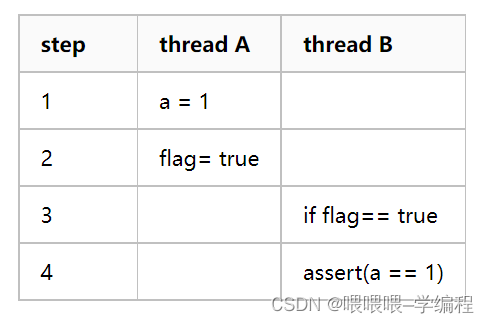 step thread A thread B
1 a = 1
2 flag= true
3 if flag== true
4 assert(a == 1)
CSDN @喂喂喂–学编程